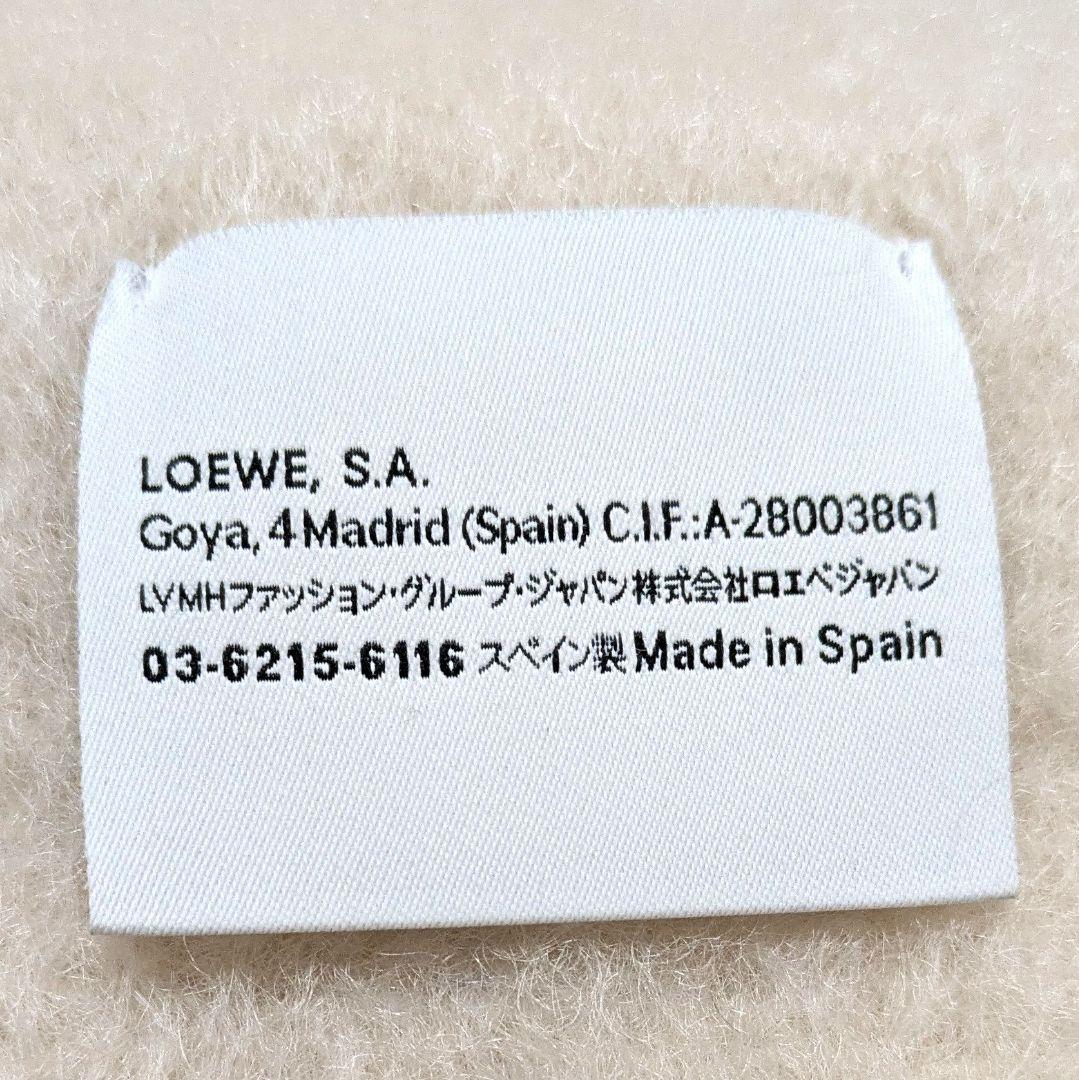 LOEWE, S.A.
Goya, 4 Madrid (Spain) C.I.F.:A-28003861
LVMHファッション・グループ・ジャパン株式会社ロエベジャパン
03-6215-6116 スペイン製 Made in Spain